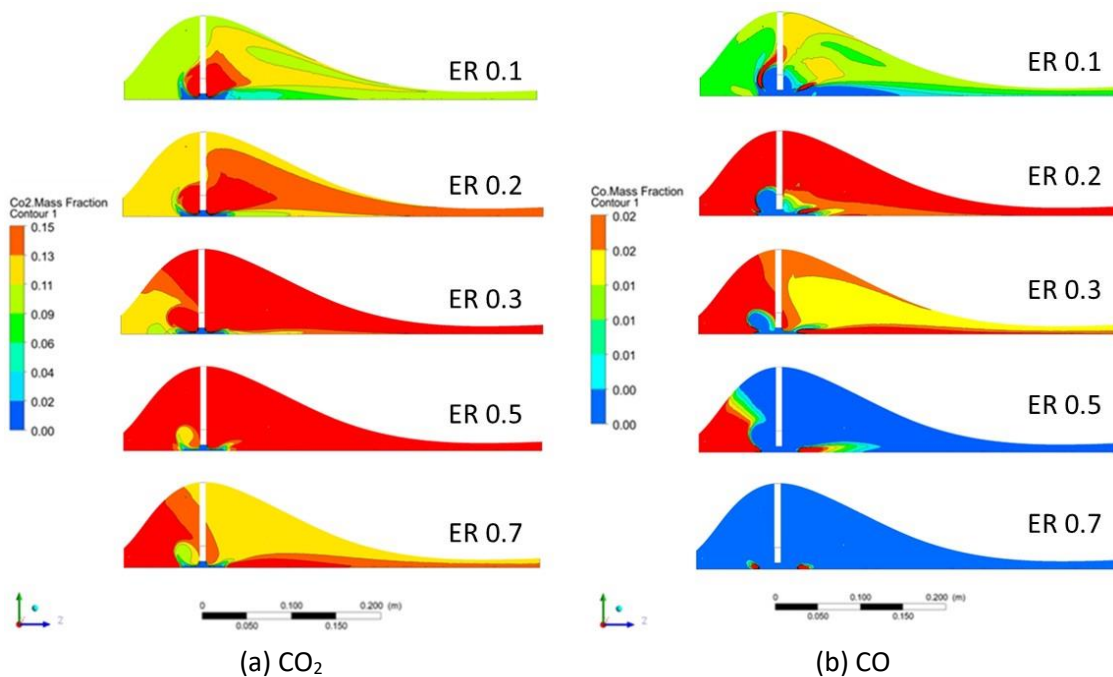 ER 0.1
ER 0.2
Co2.Mass Fraction
Contour 1
0.15
0.13
0.11
0.09
0.06
0.04
0.02
0.00
ER 0.3
ER 0.5
ER 0.7
Z
0 0.100 0.200 (m)
0.050 0.150
(a) CO₂
ER 0.1
ER 0.2
Co.Mass Fraction
Contour 1
0.02
0.02
0.01
0.01
0.01
0.00
0.00
ER 0.3
ER 0.5
ER 0.7
Z
0 0.100 0.200 (m)
0.050 0.150
(b) CO